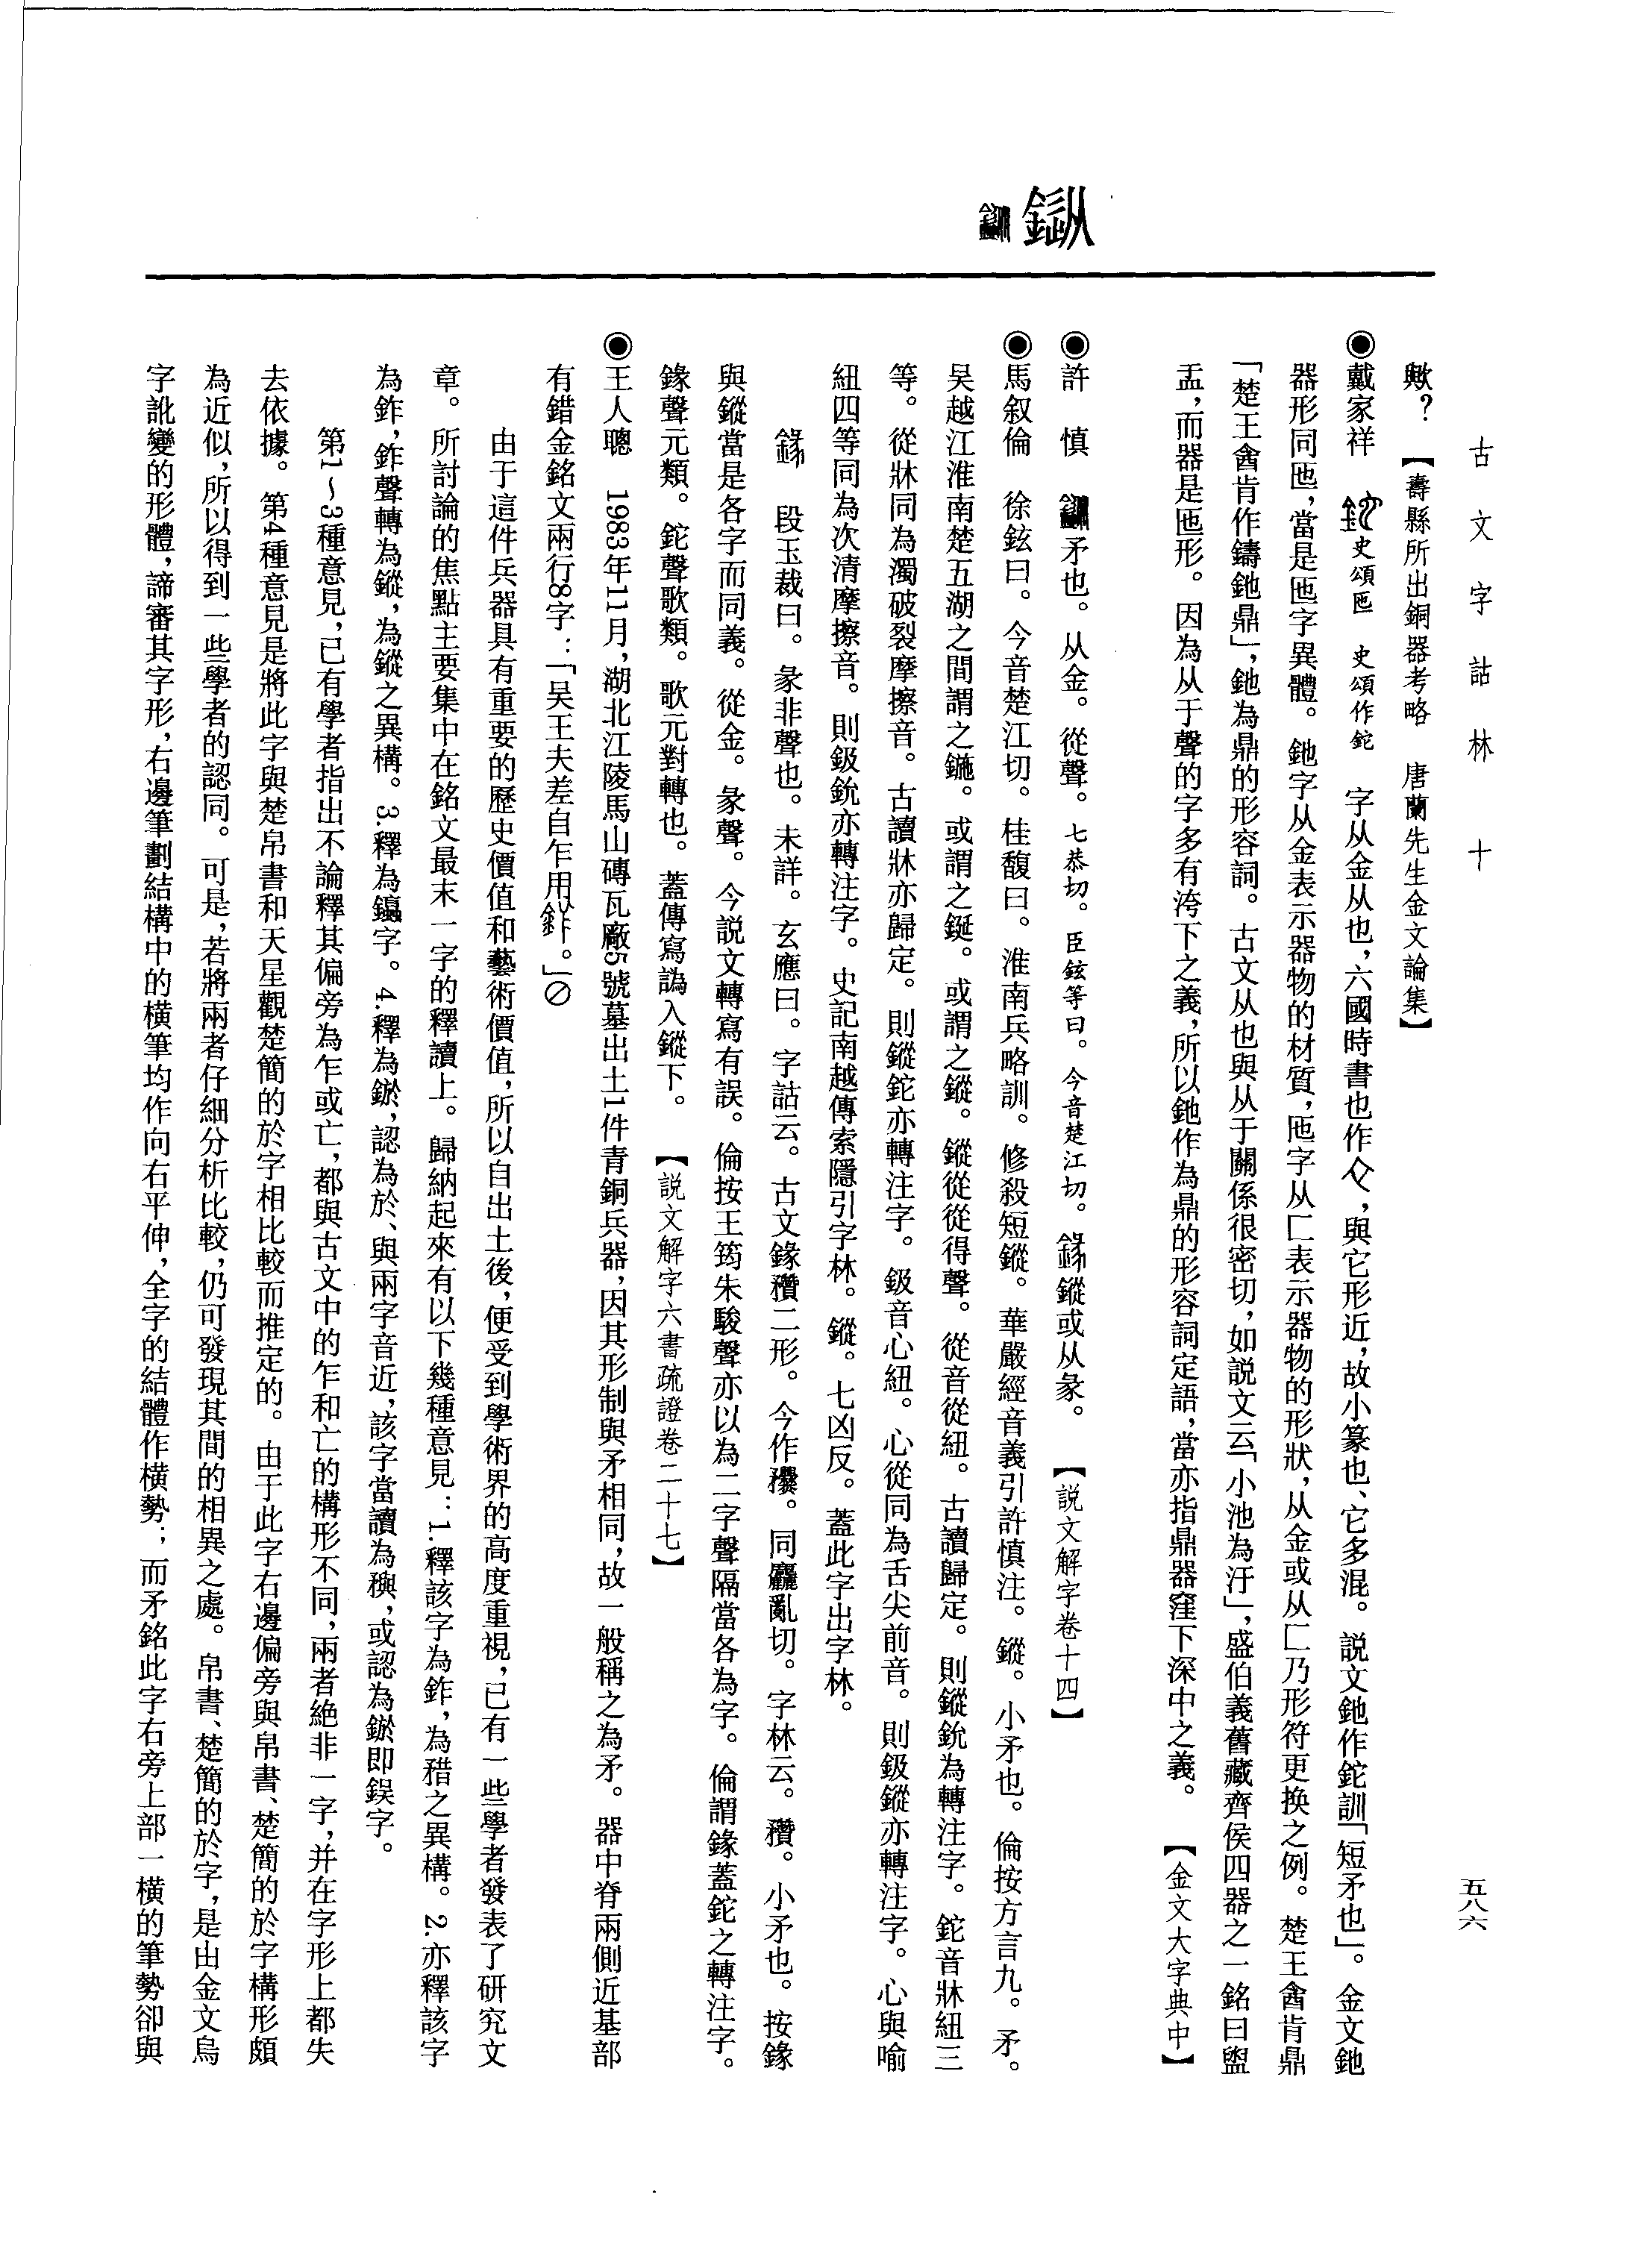 古文字詁林 十
五八六
鏦
歟？ 【壽縣所出銅器考略 唐蘭先生金文論集】
◉戴家祥 史頌匜 史頌作鉈 字从金从也，六國時書也作，與它形近，故小篆也、它多混。説文釶作鉈訓「短矛也」。金文釶
器形同匜，當是匜字異體。釶字从金表示器物的材質，匜字从匚表示器物的形狀，从金或从匚乃形符更换之例。楚王酓肯鼎
「楚王酓肯作鑄釶鼎」，釶為鼎的形容詞。古文从也與从于關係很密切，如説文云「小池為汙」，盛伯義舊藏齊侯四器之一銘曰盥
盂，而器是匜形。因為从于聲的字多有洿下之義，所以釶作為鼎的形容詞定語，當亦指鼎器窪下深中之義。 【金文大字典中】
◉許 慎 矛也。从金。從聲。七恭切。臣鉉等曰。今音楚江切。鏦或从彖。 【説文解字卷十四】
◉馬叙倫 徐鉉曰。今音楚江切。桂馥曰。淮南兵略訓。修殺短鏦。華嚴經音義引許慎注。鏦。小矛也。倫按方言九。矛。
吴越江淮南楚五湖之間謂之鍦。或謂之鋋。或謂之鏦。鏦從從得聲。從音從紐。古讀歸定。則鏦鈗為轉注字。鉈音牀紐三
等。從牀同為濁破裂摩擦音。古讀牀亦歸定。則鏦鉈亦轉注字。鈒音心紐。心從同為舌尖前音。則鈒鏦亦轉注字。心與喻
紐四等同為次清摩擦音。則鈒鈗亦轉注字。史記南越傳索隱引字林。鏦。七凶反。蓋此字出字林。
段玉裁曰。彖非聲也。未詳。玄應曰。字詁云。古文錄穳二形。今作𥎞。同麤亂切。字林云。穳。小矛也。按錄
與鏦當是各字而同義。從金。彖聲。今説文轉寫有誤。倫按王筠朱駿聲亦以為二字聲隔當各為字。倫謂錄蓋鉈之轉注字。
錄聲元類。鉈聲歌類。歌元對轉也。蓋傳寫譌入鏦下。 【説文解字六書疏證卷二十七】
◉王人聰 1983年11月，湖北江陵馬山磚瓦廠5號墓出土1件青銅兵器，因其形制與矛相同，故一般稱之為矛。器中脊兩側近基部
有錯金銘文兩行8字：「吴王夫差自乍用。」⊘
由于這件兵器具有重要的歷史價值和藝術價值，所以自出土後，便受到學術界的高度重視，已有一些學者發表了研究文
章。所討論的焦點主要集中在銘文最末一字的釋讀上。歸納起來有以下幾種意見：1.釋該字為鈼，為矠之異構。2.亦釋該字
為鈼，鈼聲轉為鏦，為鏦之異構。3.釋為字。4.釋為鋘，認為於、與兩字音近，該字當讀為㺞，或認為鋘即鋘字。
第1～3種意見，已有學者指出不論釋其偏旁為乍或亡，都與古文中的乍和亡的構形不同，兩者絶非一字，并在字形上都失
去依據。第4種意見是將此字與楚帛書和天星觀楚簡的於字相比較而推定的。由于此字右邊偏旁與帛書、楚簡的於字構形頗
為近似，所以得到一些學者的認同。可是，若將兩者仔細分析比較，仍可發現其間的相異之處。帛書、楚簡的於字，是由金文烏
字訛變的形體，諦審其字形，右邊筆劃結構中的橫筆均作向右平伸，全字的結體作橫勢；而矛銘此字右旁上部一橫的筆勢卻與